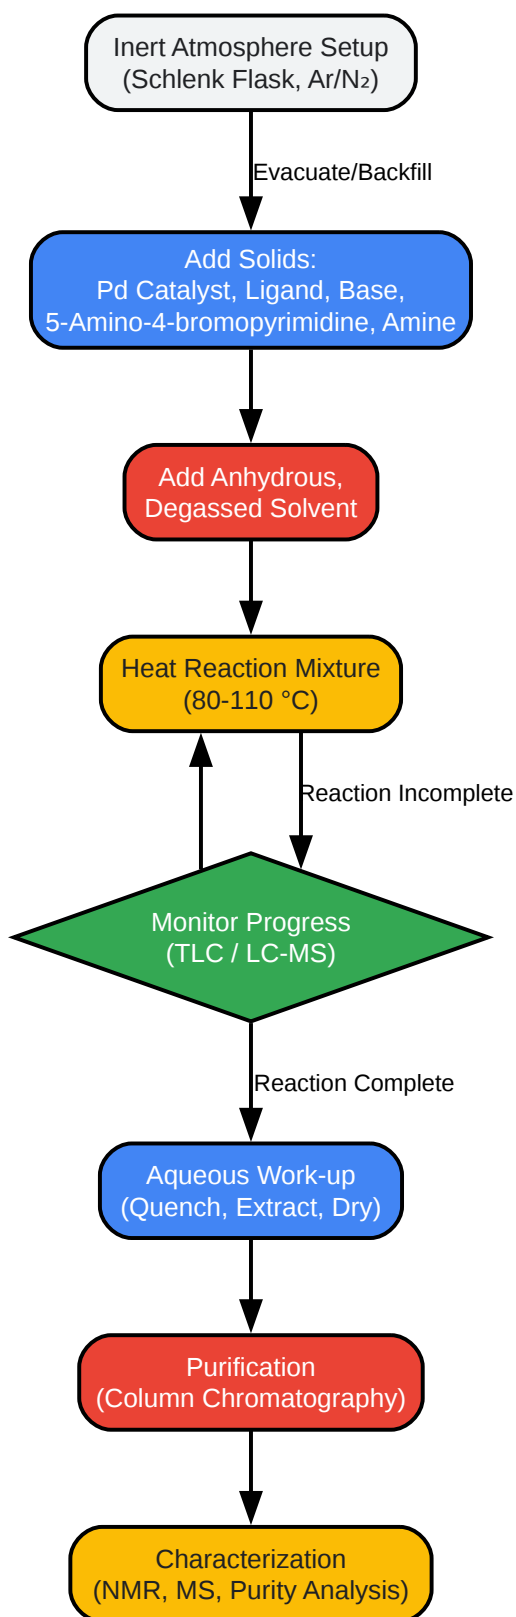 Inert Atmosphere Setup
(Schlenk Flask, Ar/N₂)
Evacuate/Backfill
Add Solids:
Pd Catalyst, Ligand, Base,
5-Amino-4-bromopyrimidine, Amine
Add Anhydrous,
Degassed Solvent
Heat Reaction Mixture
(80-110 °C)
Reaction Incomplete
Monitor Progress
(TLC / LC-MS)
Reaction Complete
Aqueous Work-up
(Quench, Extract, Dry)
Purification
(Column Chromatography)
Characterization
(NMR, MS, Purity Analysis)